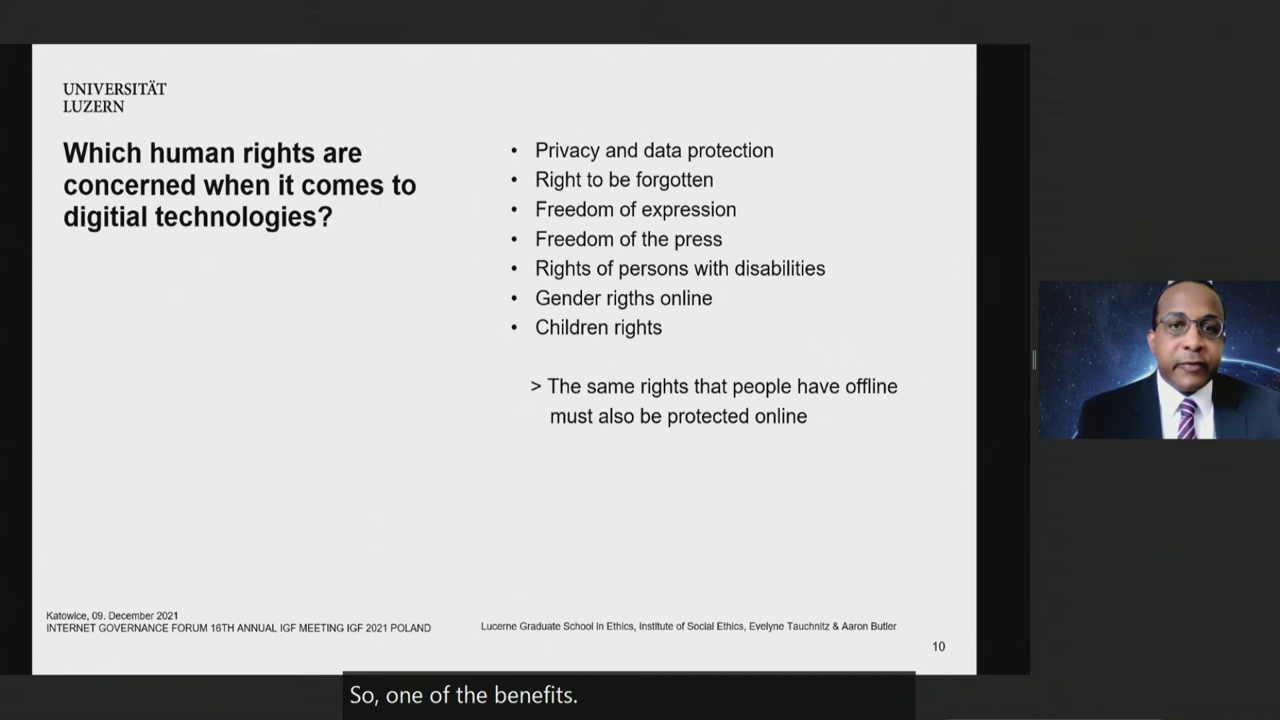 UNIVERSITÄT
LUZERN
Which human rights are
concerned when it comes to
digitial technologies?
• Privacy and data protection
• Right to be forgotten
• Freedom of expression
• Freedom of the press
• Rights of persons with disabilities
• Gender rigths online
• Children rights
> The same rights that people have offline
must also be protected online
Katowice, 09. December 2021
INTERNET GOVERNANCE FORUM 16TH ANNUAL IGF MEETING IGF 2021 POLAND
Lucerne Graduate School in Ethics, Institute of Social Ethics, Evelyne Tauchnitz & Aaron Butler
10
So, one of the benefits.